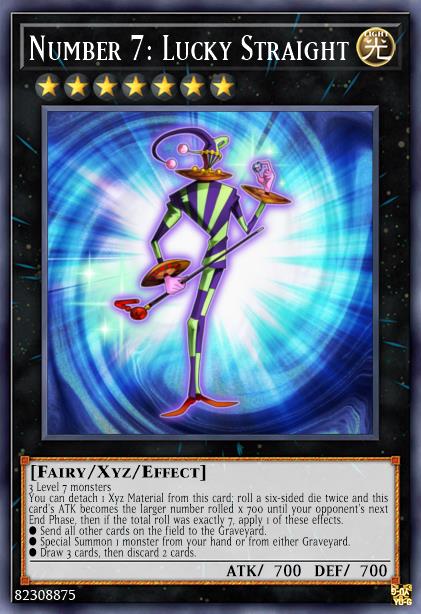 Number 7: Lucky Straight
LIGHT
光
[Fairy/Xyz/Effect]
3 Level 7 monsters
You can detach 1 Xyz Material from this card; roll a six-sided die twice and this
card's ATK becomes the larger number rolled x 700 until your opponent's next
End Phase, then if the total roll was exactly 7, apply 1 of these effects.
● Send all other cards on the field to the Graveyard.
● Special Summon 1 monster from your hand or from either Graveyard.
● Draw 3 cards, then discard 2 cards.
ATK/ 700 DEF/ 700
82308875